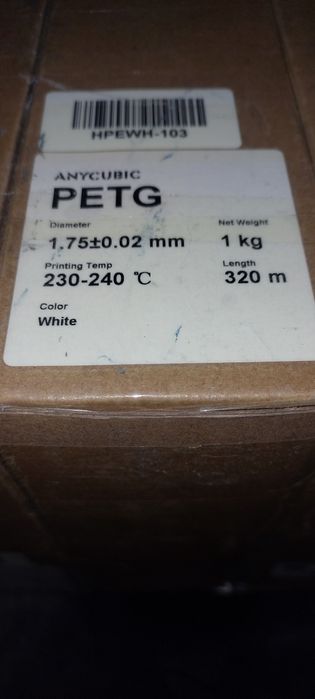 HPEWH-103
ANYCUBIC
PETG
Diameter Net Weight
1.75±0.02 mm 1 kg
Printing Temp Length
230-240 ℃ 320 m
Color
White